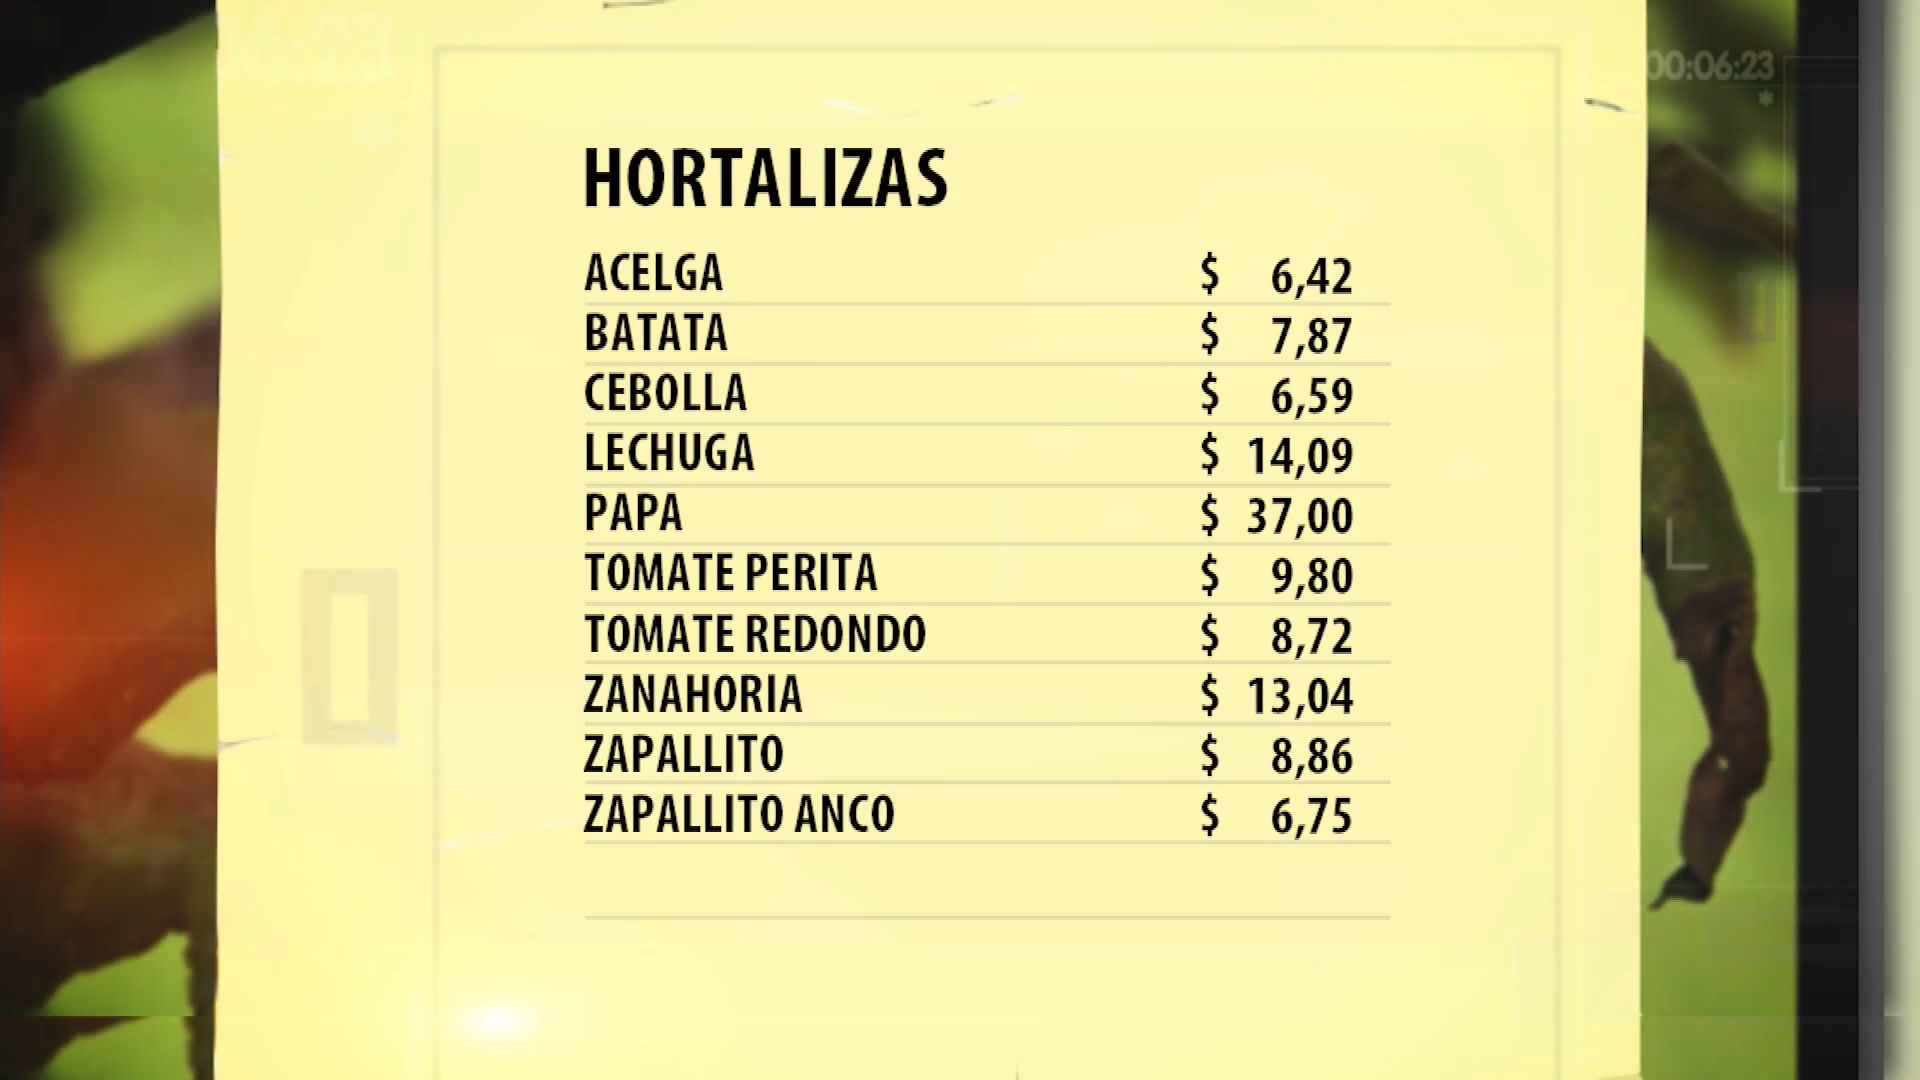 HORTALIZAS
ACELGA $ 6,42
BATATA $ 7,87
CEBOLLA $ 6,59
LECHUGA $ 14,09
PAPA $ 37,00
TOMATE PERITA $ 9,80
TOMATE REDONDO $ 8,72
ZANAHORIA $ 13,04
ZAPALLITO $ 8,86
ZAPALLITO ANCO $ 6,75
00:06:23